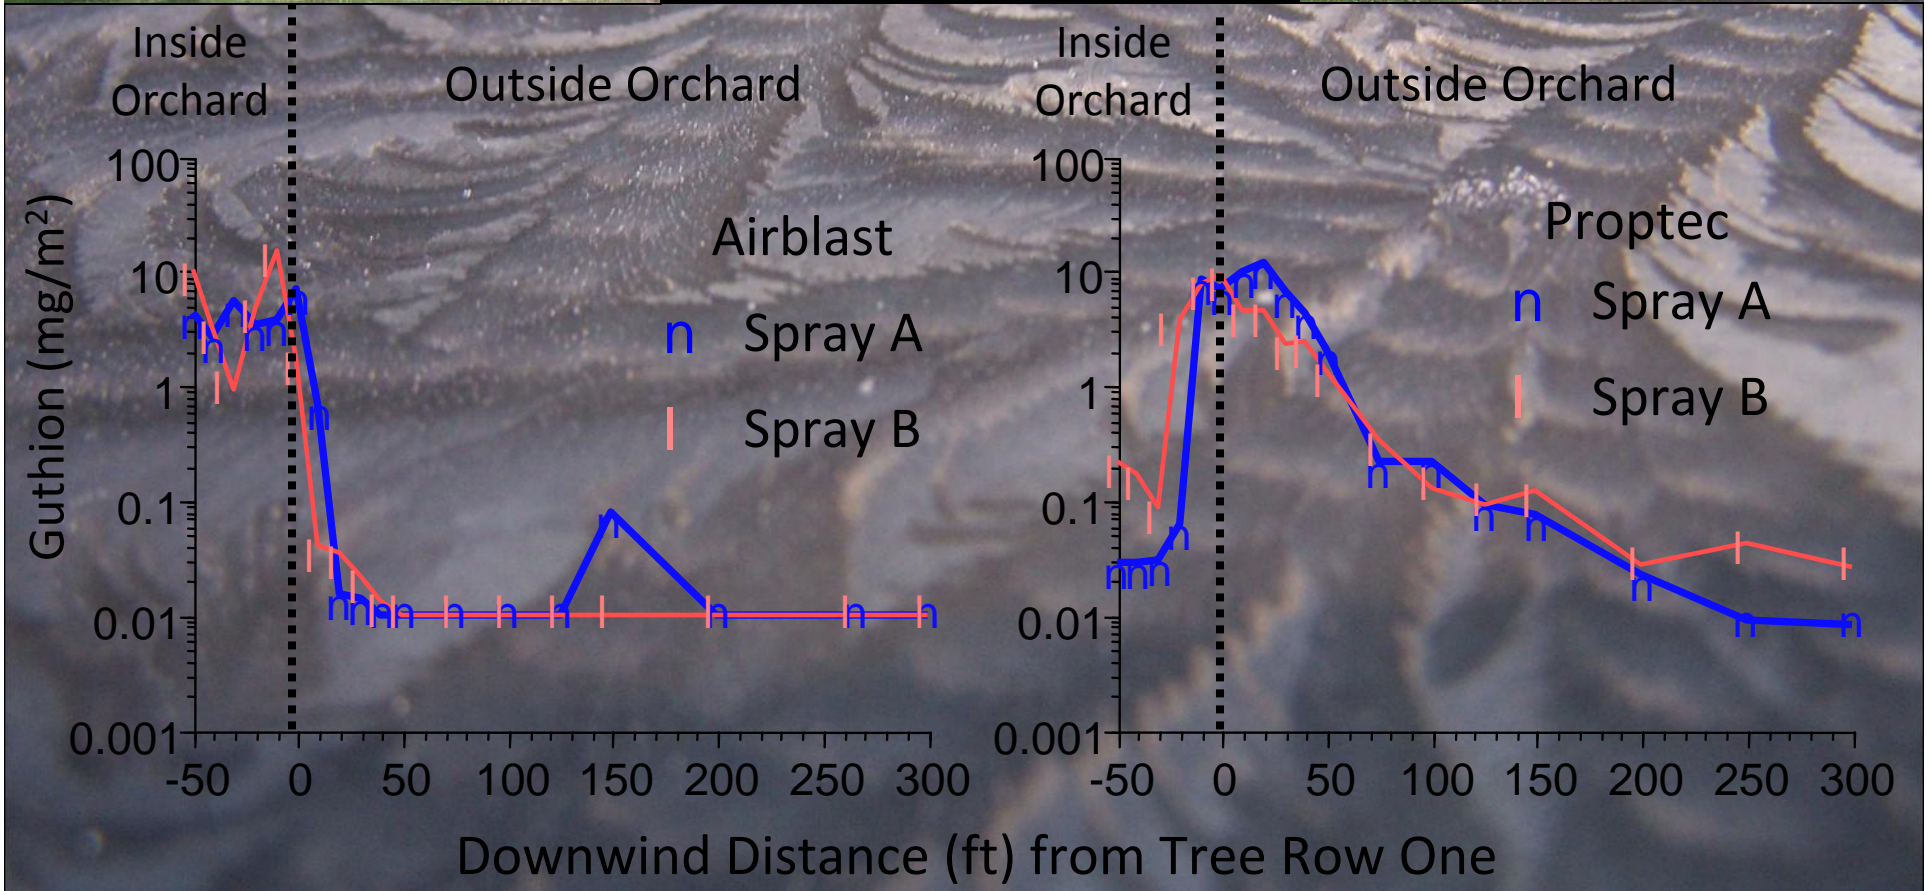 Inside
Orchard
Outside Orchard
Inside
Orchard
Outside Orchard
Guthion (mg/m²)
100
10
1
0.1
0.01
0.001
Airblast
n Spray A
l Spray B
-50 0 50 100 150 200 250 300
100
10
1
0.1
0.01
0.001
Proptec
n Spray A
l Spray B
-50 0 50 100 150 200 250 300
Downwind Distance (ft) from Tree Row One